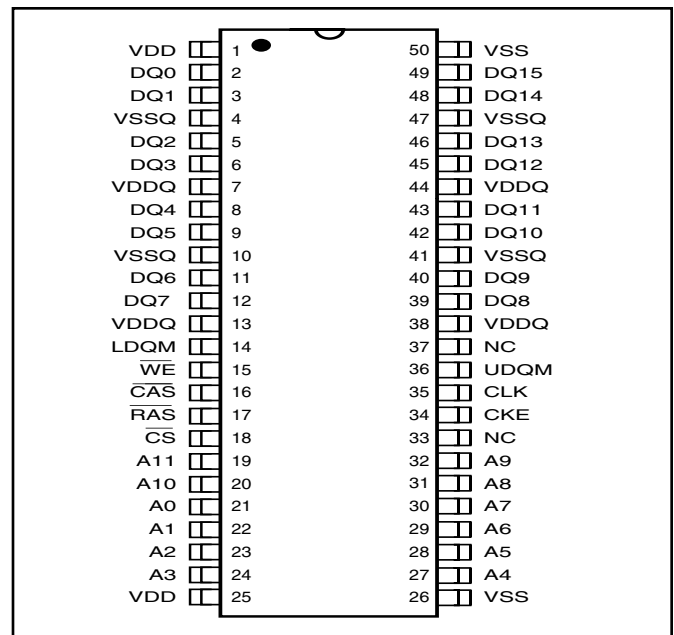 VDD 1 50 VSS
DQ0 2 49 DQ15
DQ1 3 48 DQ14
VSSQ 4 47 VSSQ
DQ2 5 46 DQ13
DQ3 6 45 DQ12
VDDQ 7 44 VDDQ
DQ4 8 43 DQ11
DQ5 9 42 DQ10
VSSQ 10 41 VSSQ
DQ6 11 40 DQ9
DQ7 12 39 DQ8
VDDQ 13 38 VDDQ
LDQM 14 37 NC
W̅E̅ 15 36 UDQM
C̅A̅S̅ 16 35 CLK
R̅A̅S̅ 17 34 CKE
C̅S̅ 18 33 NC
A11 19 32 A9
A10 20 31 A8
A0 21 30 A7
A1 22 29 A6
A2 23 28 A5
A3 24 27 A4
VDD 25 26 VSS